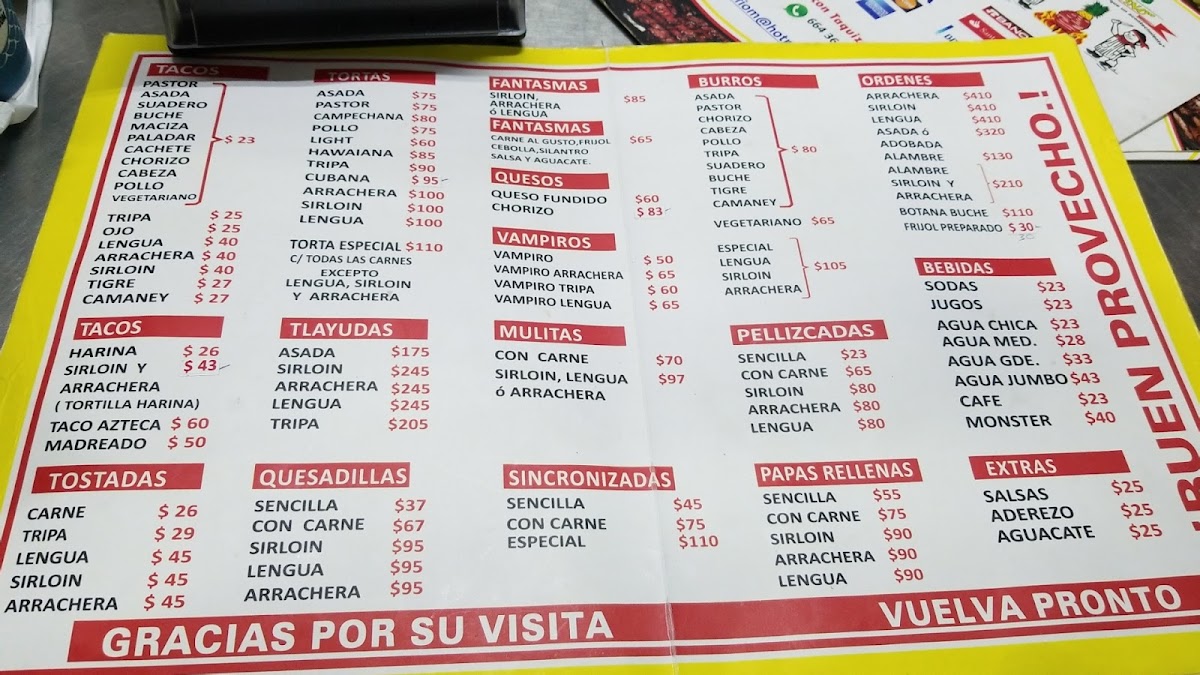 TACOS
PASTOR
ASADA
SUADERO
BUCHE
MACIZA
PALADAR $ 23
CACHETE
CHORIZO
CABEZA
POLLO
VEGETARIANO
TRIPA $ 25
OJO $ 25
LENGUA $ 40
ARRACHERA $ 40
SIRLOIN $ 40
TIGRE $ 27
CAMANEY $ 27
TACOS
HARINA $ 26
SIRLOIN Y $ 43
ARRACHERA
( TORTILLA HARINA)
TACO AZTECA $ 60
MADREADO $ 50
TOSTADAS
CARNE $ 26
TRIPA $ 29
LENGUA $ 45
SIRLOIN $ 45
ARRACHERA $ 45
TORTAS
ASADA $75
PASTOR $75
CAMPECHANA $80
POLLO $75
LIGHT $60
HAWAIANA $85
TRIPA $90
CUBANA $ 95
ARRACHERA $100
SIRLOIN $100
LENGUA $100
TORTA ESPECIAL $110
C/ TODAS LAS CARNES
EXCEPTO
LENGUA, SIRLOIN
Y ARRACHERA
TLAYUDAS
ASADA $175
SIRLOIN $245
ARRACHERA $245
LENGUA $245
TRIPA $205
QUESADILLAS
SENCILLA $37
CON CARNE $67
SIRLOIN $95
LENGUA $95
ARRACHERA $95
FANTASMAS
SIRLOIN, $85
ARRACHERA
ó LENGUA
FANTASMAS
CARNE AL GUSTO,FRIJOL $65
CEBOLLA,SILANTRO
SALSA Y AGUACATE.
QUESOS
QUESO FUNDIDO $60
CHORIZO $ 83
VAMPIROS
VAMPIRO $ 50
VAMPIRO ARRACHERA $ 65
VAMPIRO TRIPA $ 60
VAMPIRO LENGUA $ 65
MULITAS
CON CARNE $70
SIRLOIN, LENGUA $97
ó ARRACHERA
SINCRONIZADAS
SENCILLA $45
CON CARNE $75
ESPECIAL $110
BURROS
ASADA
PASTOR
CHORIZO
CABEZA
POLLO $ 80
TRIPA
SUADERO
BUCHE
TIGRE
CAMANEY
VEGETARIANO $65
ESPECIAL
LENGUA $105
SIRLOIN
ARRACHERA
PELLIZCADAS
SENCILLA $23
CON CARNE $65
SIRLOIN $80
ARRACHERA $80
LENGUA $80
PAPAS RELLENAS
SENCILLA $55
CON CARNE $75
SIRLOIN $90
ARRACHERA $90
LENGUA $90
ORDENES
ARRACHERA $410
SIRLOIN $410
LENGUA $410
ASADA ó $320
ADOBADA
ALAMBRE $130
ALAMBRE
SIRLOIN Y $210
ARRACHERA
BOTANA BUCHE $110
FRIJOL PREPARADO $ 30
BEBIDAS
SODAS $23
JUGOS $23
AGUA CHICA $23
AGUA MED. $28
AGUA GDE. $33
AGUA JUMBO $43
CAFE $23
MONSTER $40
EXTRAS
SALSAS $25
ADEREZO $25
AGUACATE $25
BUEN PROVECHO.!
GRACIAS POR SU VISITA
VUELVA PRONTO